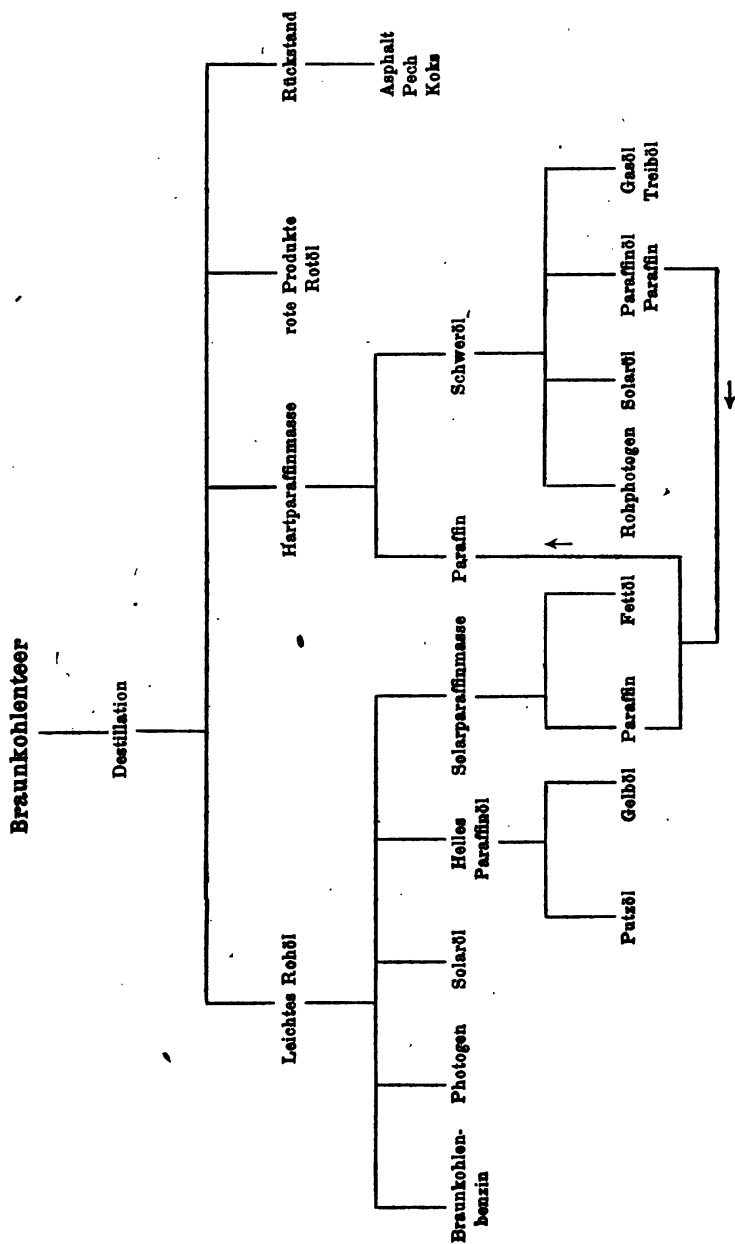 Braunkohlenteer
Destillation
Leichtes Rohöl
Hartparaffinmasse
rote Produkte
Rotöl
Rückstand
Asphalt
Pech
Koks
Braunkohlen-
benzin
Photogen
Solaröl
Helles
Paraffinöl
Solarparaffinmasse
Paraffin
Schweröl
Putzöl
Gelböl
Paraffin
Fettöl
Rohphotogen
Solaröl
Paraffinöl
Paraffin
Gasöl
Treiböl